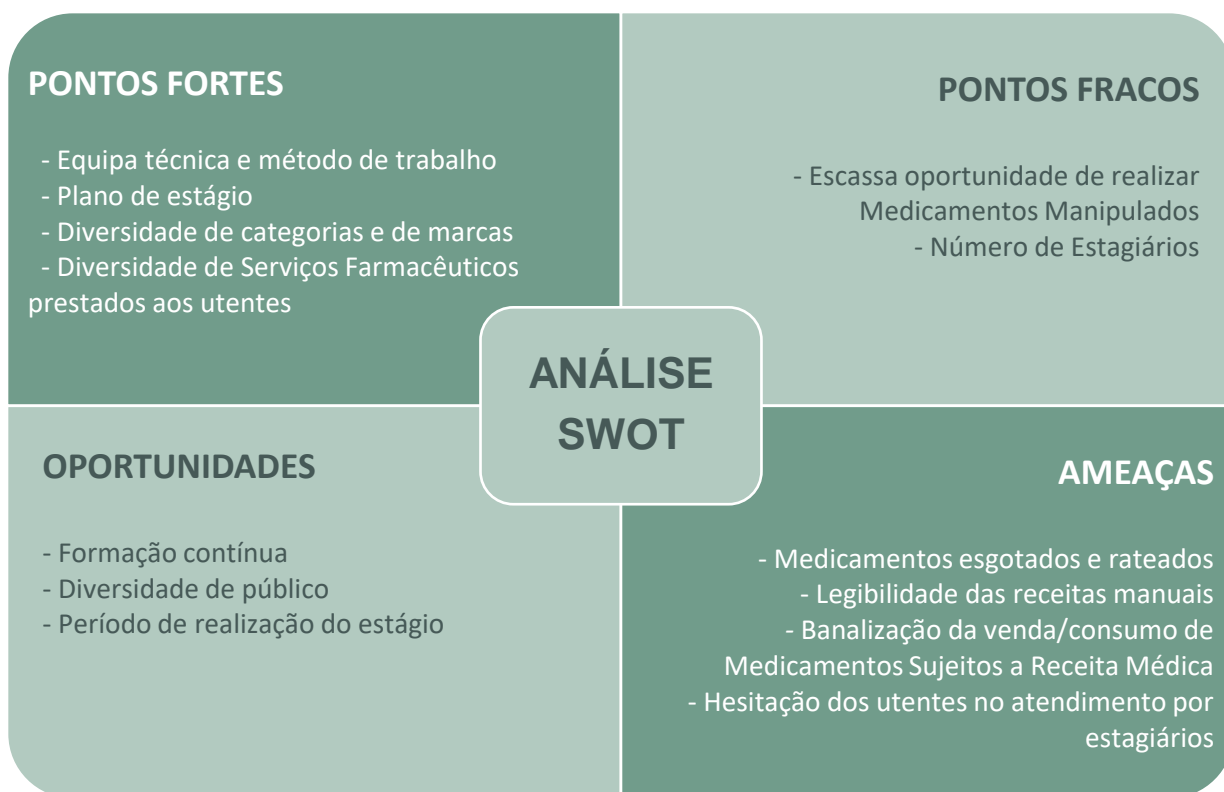 PONTOS FORTES
- Equipa técnica e método de trabalho
- Plano de estágio
- Diversidade de categorias e de marcas
- Diversidade de Serviços Farmacêuticos
prestados aos utentes
PONTOS FRACOS
- Escassa oportunidade de realizar
Medicamentos Manipulados
- Número de Estagiários
ANÁLISE
SWOT
OPORTUNIDADES
- Formação contínua
- Diversidade de público
- Período de realização do estágio
AMEAÇAS
- Medicamentos esgotados e rateados
- Legibilidade das receitas manuais
- Banalização da venda/consumo de
Medicamentos Sujeitos a Receita Médica
- Hesitação dos utentes no atendimento por
estagiários